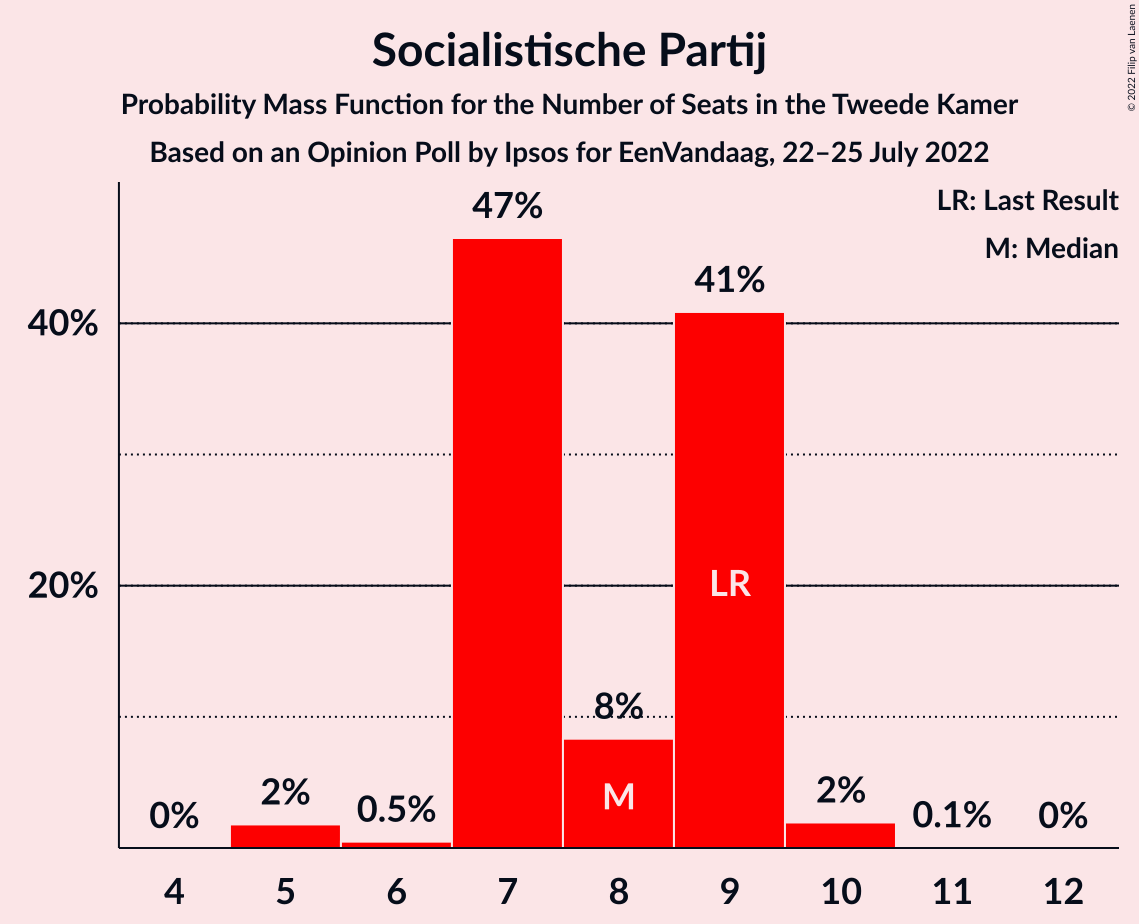 Socialistische Partij
Probability Mass Function for the Number of Seats in the Tweede Kamer
Based on an Opinion Poll by Ipsos for EenVandaag, 22–25 July 2022
© 2022 Filip van Laenen
LR: Last Result
M: Median
47%
41%
40%
20%
LR
8%
M
0%
2%
0.5%
2%
0.1%
0%
4 5 6 7 8 9 10 11 12